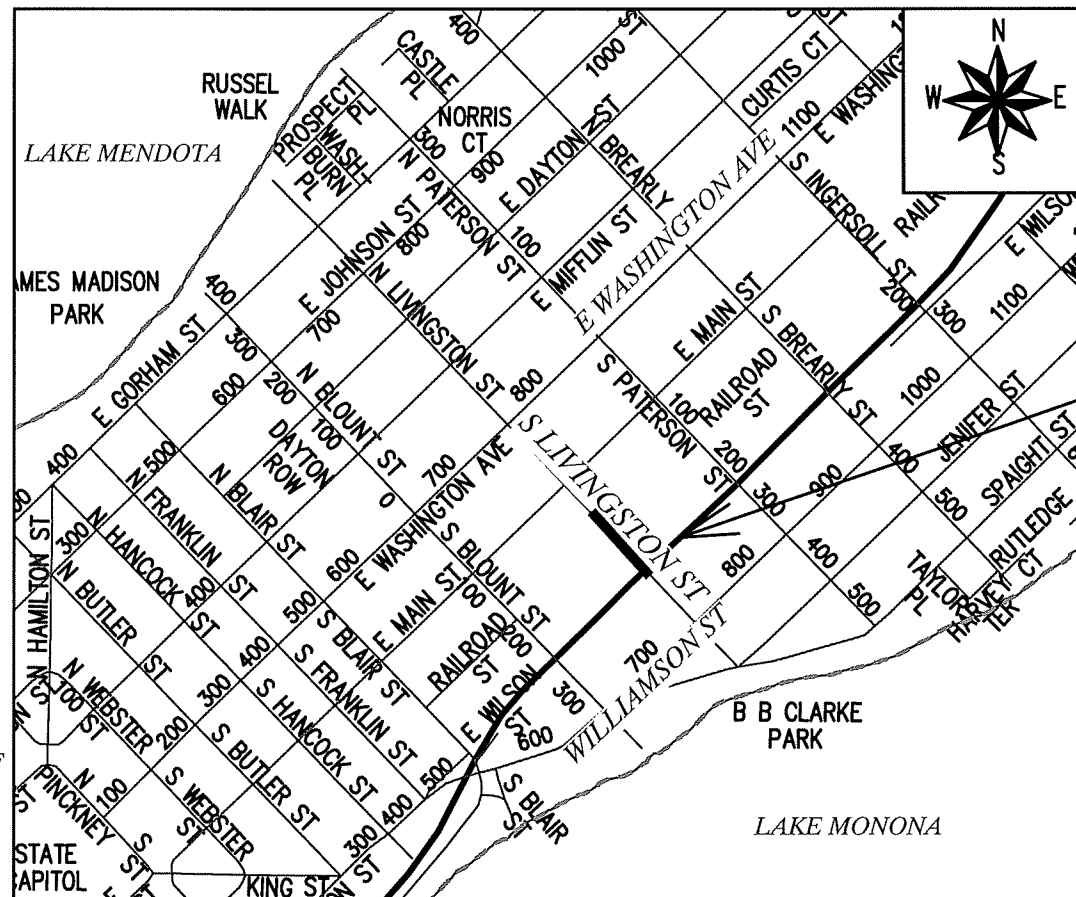 N
W
E
S
RUSSEL
WALK
LAKE MENDOTA
CASTLE
PL
PROSPECT
PL
WASH
BURN
PL
NORRIS
CT
400
1000
ST
ST
CURTIS CT
1100
E WASHINGTON AVE
E WASHING
300
900
E DAYTON ST
N BREARLY
N PATERSON ST
100
E MIFFLIN ST
S INGERSOLL ST
E WILSO
1100
200
300
JAMES MADISON
PARK
400
E JOHNSON ST
800
700
N LIVINGSTON ST
E GORHAM ST
300
600
200
N BLOUNT ST
100
0
DAYTON
ROW
800
E MAIN ST
RAILROAD
ST
S BREARLY ST
1000
JENIFER ST
SPAIGHT ST
RUTLEDGE
S PATERSON ST
100
200
300
900
400
500
S LIVINGSTON ST
400
500
N FRANKLIN ST
N BLAIR ST
700
E WASHINGTON AVE
600
N HAMILTON ST
300
N HANCOCK ST
400
500
S BLOUNT ST
100
200
300
E MAIN ST
RAILROAD
ST
S BLAIR ST
800
400
500
TAYLOR
PL
HARVEY CT
TER
N BUTLER ST
400
S FRANKLIN ST
E WILSON
ST
600
700
WILLIAMSON ST
B B CLARKE
PARK
N WEBSTER
ST
100
200
300
S HANCOCK ST
500
400
S BUTLER ST
300
S WEBSTER
ST
S BLAIR
ST
LAKE MONONA
N
PINCKNEY
ST
100
S
ST
STATE
CAPITOL
KING ST